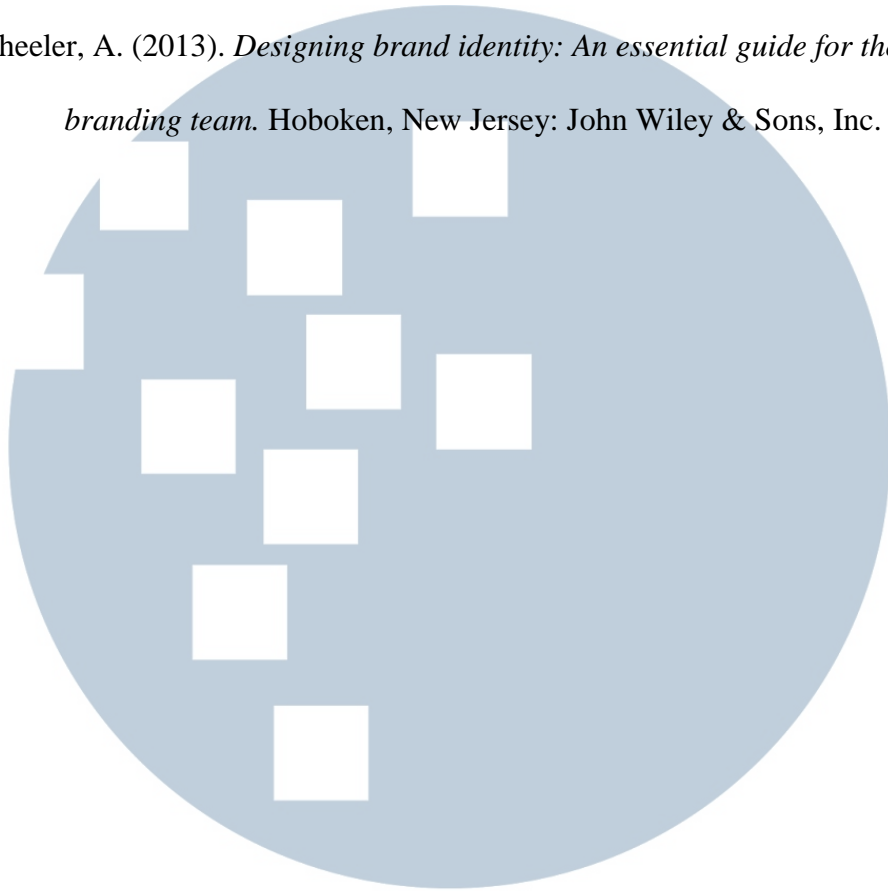 heeler, A. (2013). Designing brand identity: An essential guide for the
branding team. Hoboken, New Jersey: John Wiley & Sons, Inc.